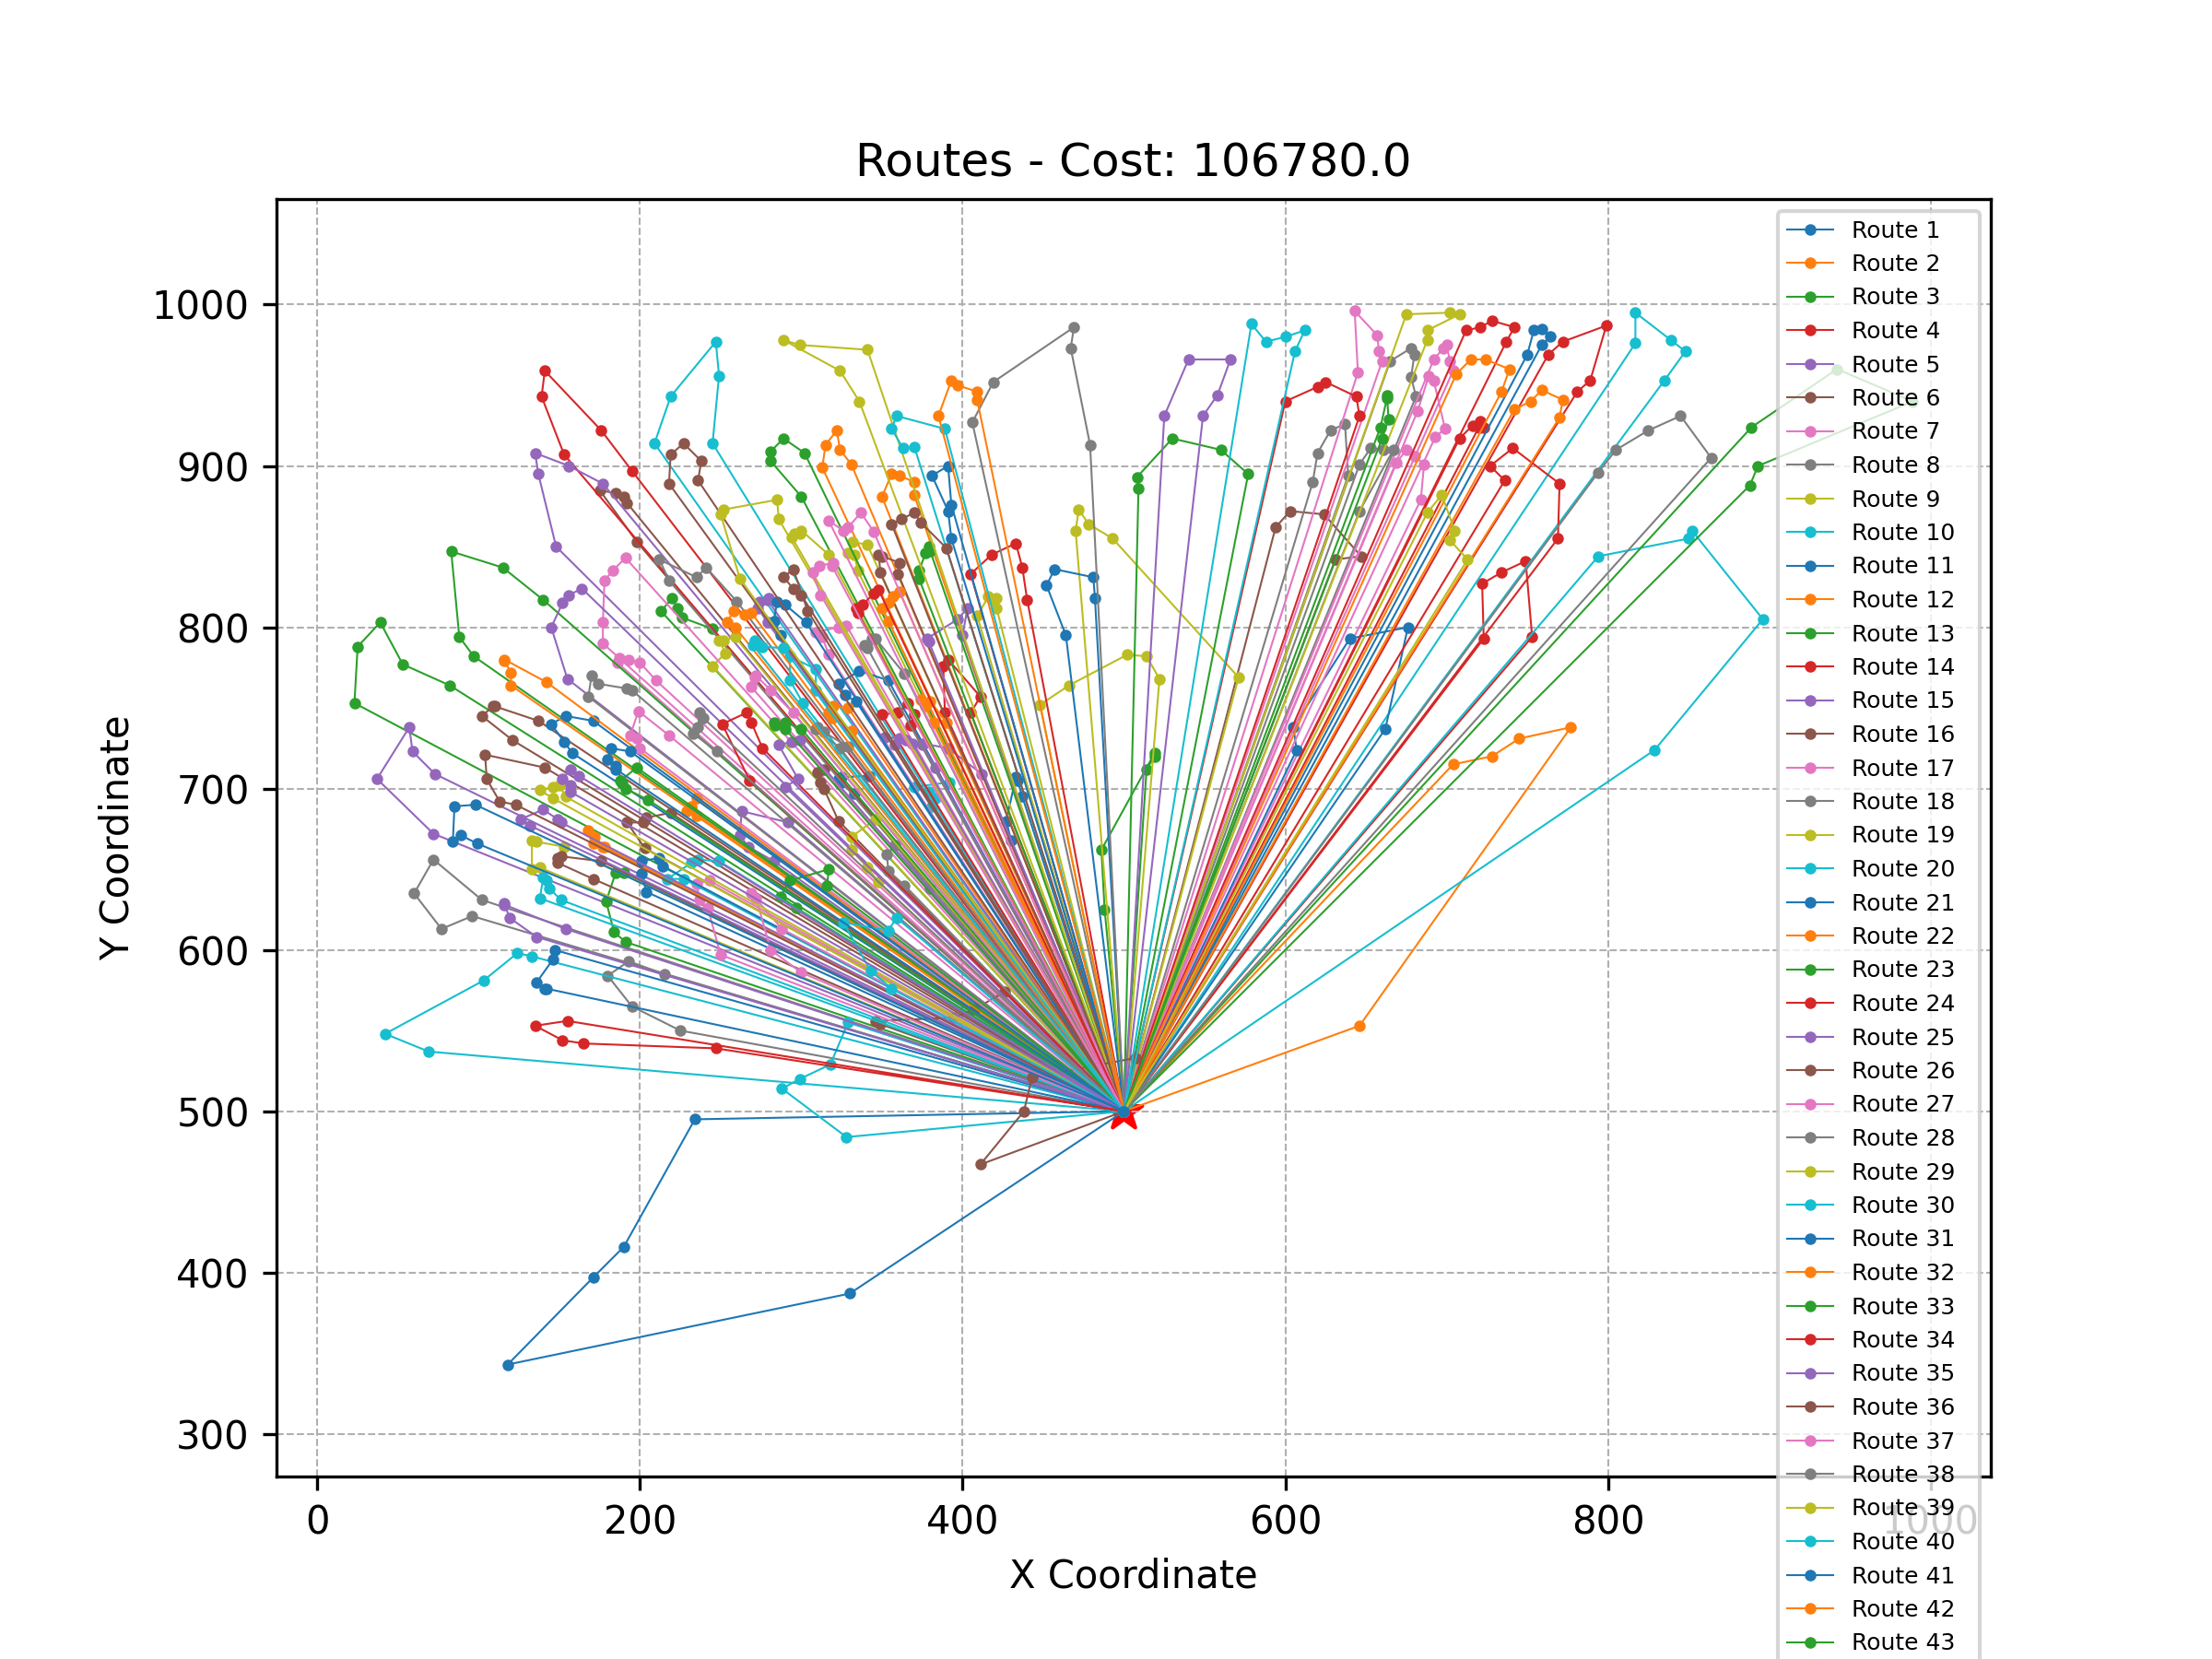 Routes - Cost: 106780.0
Y Coordinate
1000
900
800
700
600
500
400
300
0
200
400
600
800
1000
X Coordinate
Route 1
Route 2
Route 3
Route 4
Route 5
Route 6
Route 7
Route 8
Route 9
Route 10
Route 11
Route 12
Route 13
Route 14
Route 15
Route 16
Route 17
Route 18
Route 19
Route 20
Route 21
Route 22
Route 23
Route 24
Route 25
Route 26
Route 27
Route 28
Route 29
Route 30
Route 31
Route 32
Route 33
Route 34
Route 35
Route 36
Route 37
Route 38
Route 39
Route 40
Route 41
Route 42
Route 43